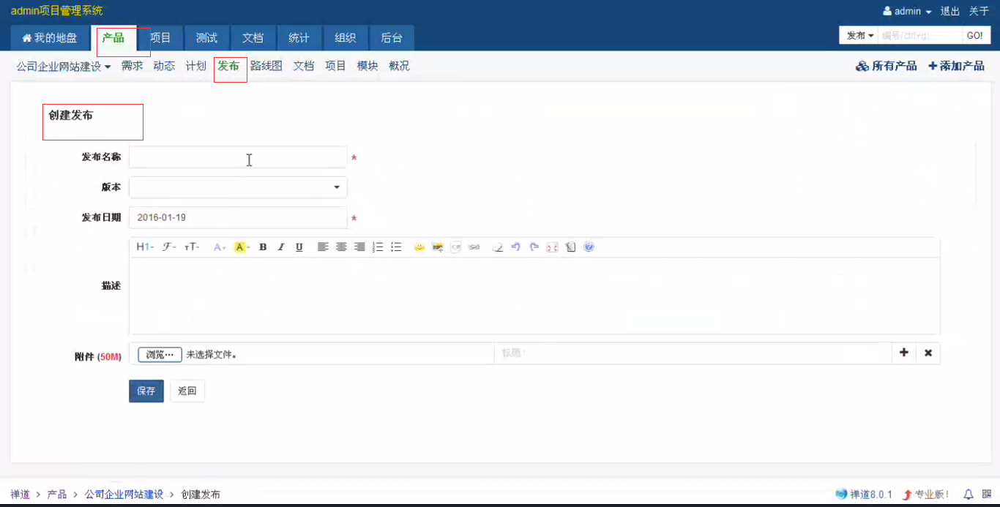 admin项目管理系统 admin 退出 关于
我的地盘 产品 项目 测试 文档 统计 组织 后台 发布 编号(ctrl+g) GO!
公司企业网站建设 需求 动态 计划 发布 路线图 文档 项目 模块 概况 所有产品 添加产品
创建发布
发布名称 *
版本
发布日期 2016-01-19 *
H1 F TT A A B I U
描述
附件 (50M) 浏览… 未选择文件。 标题：
保存 返回
禅道 > 产品 > 公司企业网站建设 > 创建发布 禅道8.0.1 专业版!